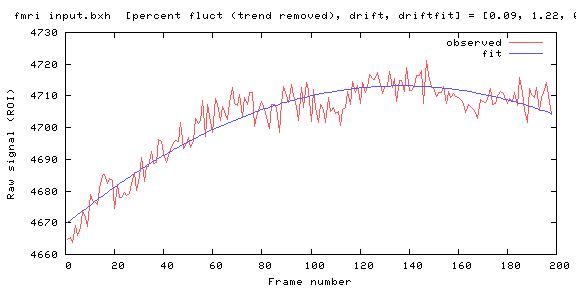 fmri input.bxh [percent fluct (trend removed), drift, driftfit] = [0.09, 1.22,
4730
observed
fit
4720
4710
4700
4690
4680
4670
4660
Raw signal (ROI)
0 20 40 60 80 100 120 140 160 180 200
Frame number